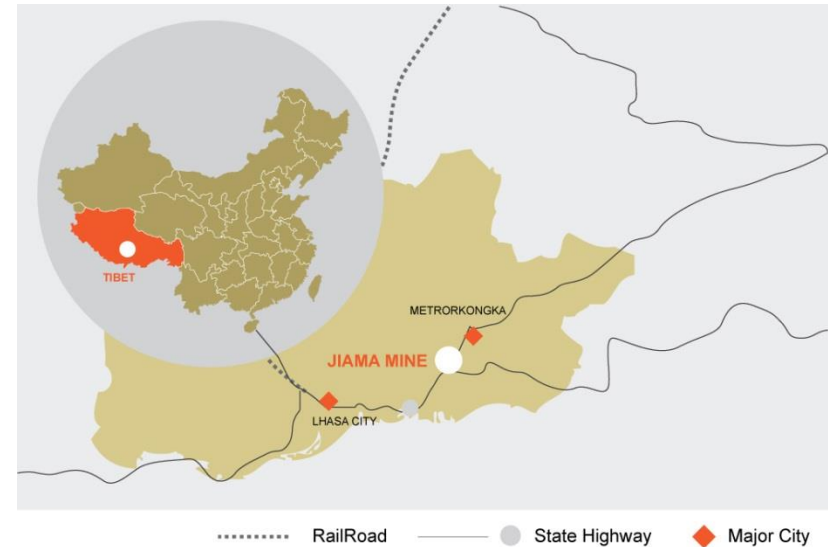 TIBET
METRORKONGKA
JIAMA MINE
LHASA CITY
RailRoad
State Highway
Major City